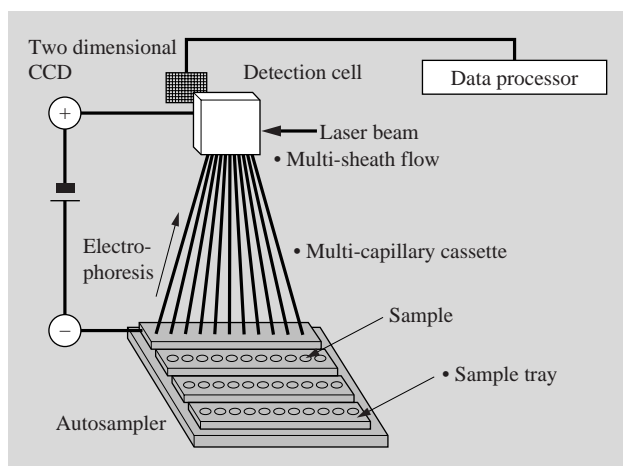 Two dimensional
CCD
Detection cell
Data processor
+
Laser beam
• Multi-sheath flow
Electro-
phoresis
• Multi-capillary cassette
−
Sample
• Sample tray
Autosampler